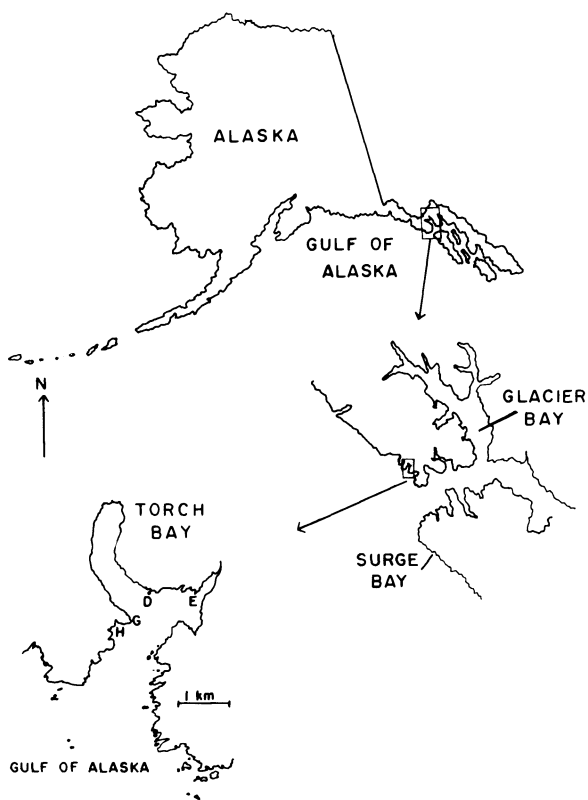 ALASKA
GULF OF
ALASKA
N
GLACIER
BAY
TORCH
BAY
SURGE
BAY
D
E
G
H
1 km
GULF OF ALASKA